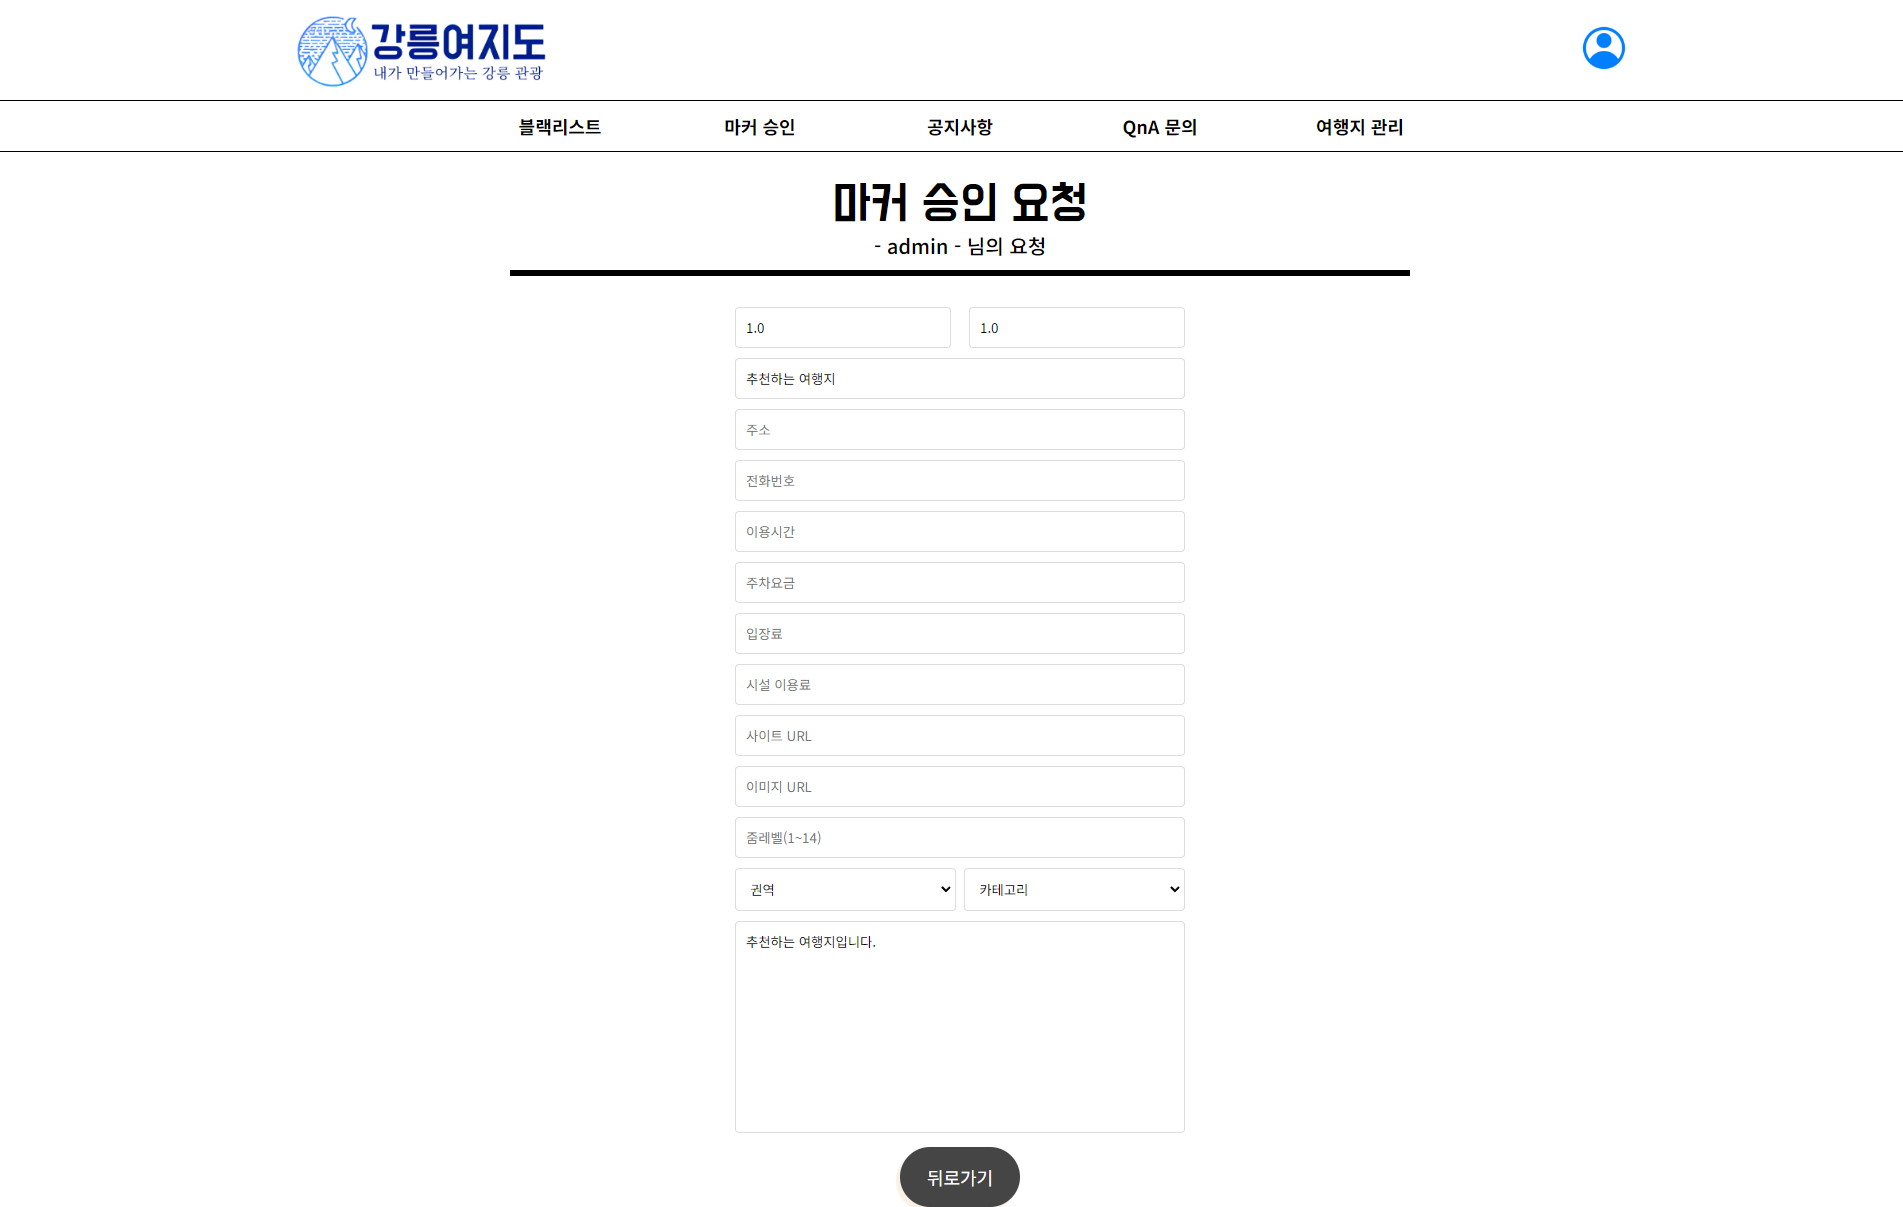 강릉여지도
내가 만들어가는 강릉 관광
블랙리스트 마커 승인 공지사항 QnA 문의 여행지 관리
마커 승인 요청
- admin - 님의 요청
1.0 1.0
추천하는 여행지
주소
전화번호
이용시간
주차요금
입장료
시설 이용료
사이트 URL
이미지 URL
줌레벨(1~14)
권역 카테고리
추천하는 여행지입니다.
뒤로가기